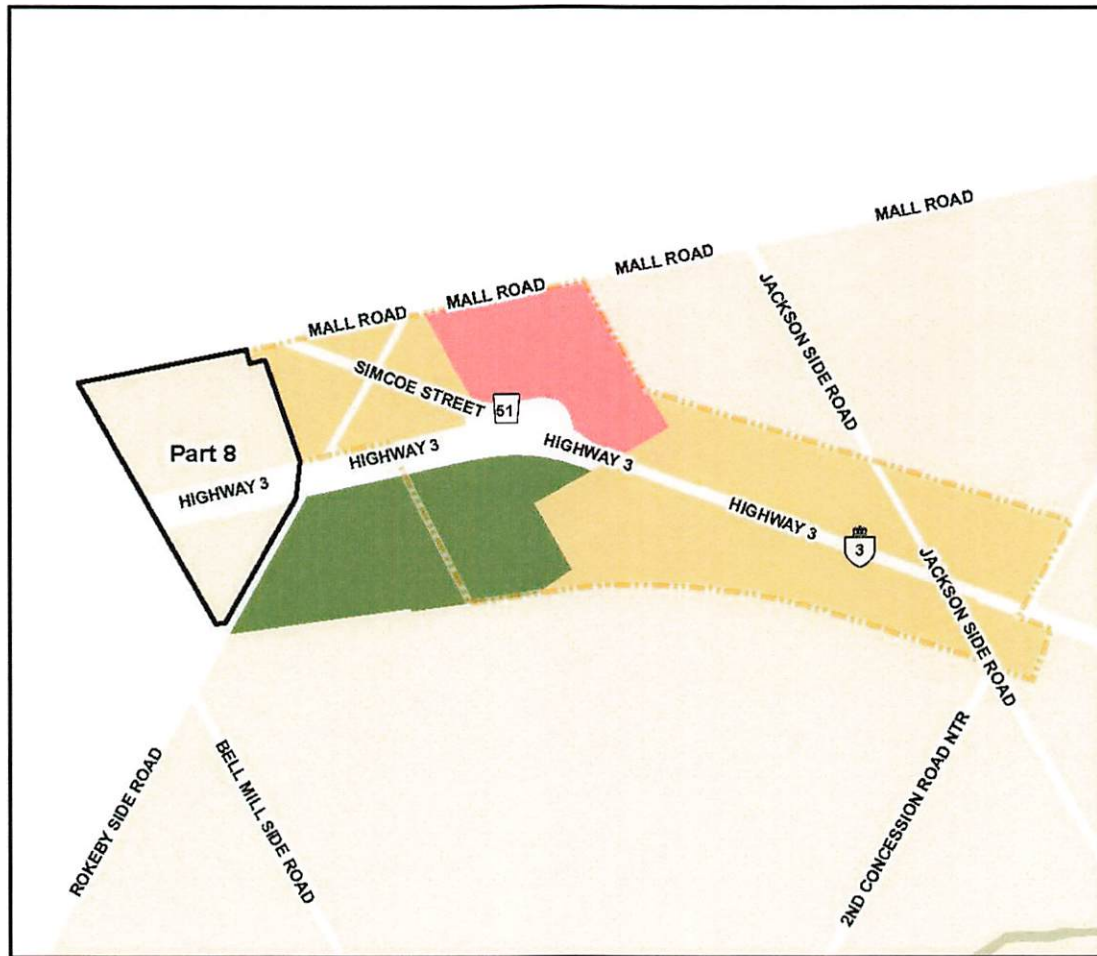 MALL ROAD
MALL ROAD
JACKSON SIDE ROAD
MALL ROAD
MALL ROAD
SIMCOE STREET
51
Part 8
HIGHWAY 3
HIGHWAY 3
HIGHWAY 3
HIGHWAY 3
3
JACKSON SIDE ROAD
ROKEBY SIDE ROAD
BELL MILL SIDE ROAD
2ND CONCESSION ROAD NTR